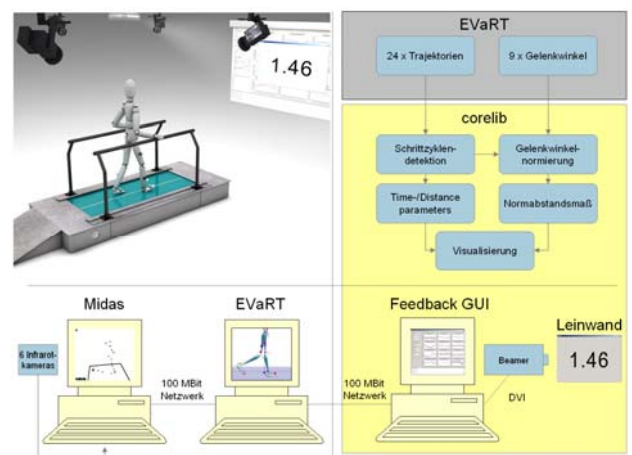 1.46
EVaRT
24 x Trajektorien
9 x Gelenkwinkel
corelib
Schrittzyklen-
detektion
Gelenkwinkel-
normierung
Time-/Distance
parameters
Normabstandsmaß
Visualisierung
Midas
EVaRT
Feedback GUI
Leinwand
6 Infrarot-
kameras
100 MBit
Netzwerk
100 MBit
Netzwerk
Beamer
1.46
DVI